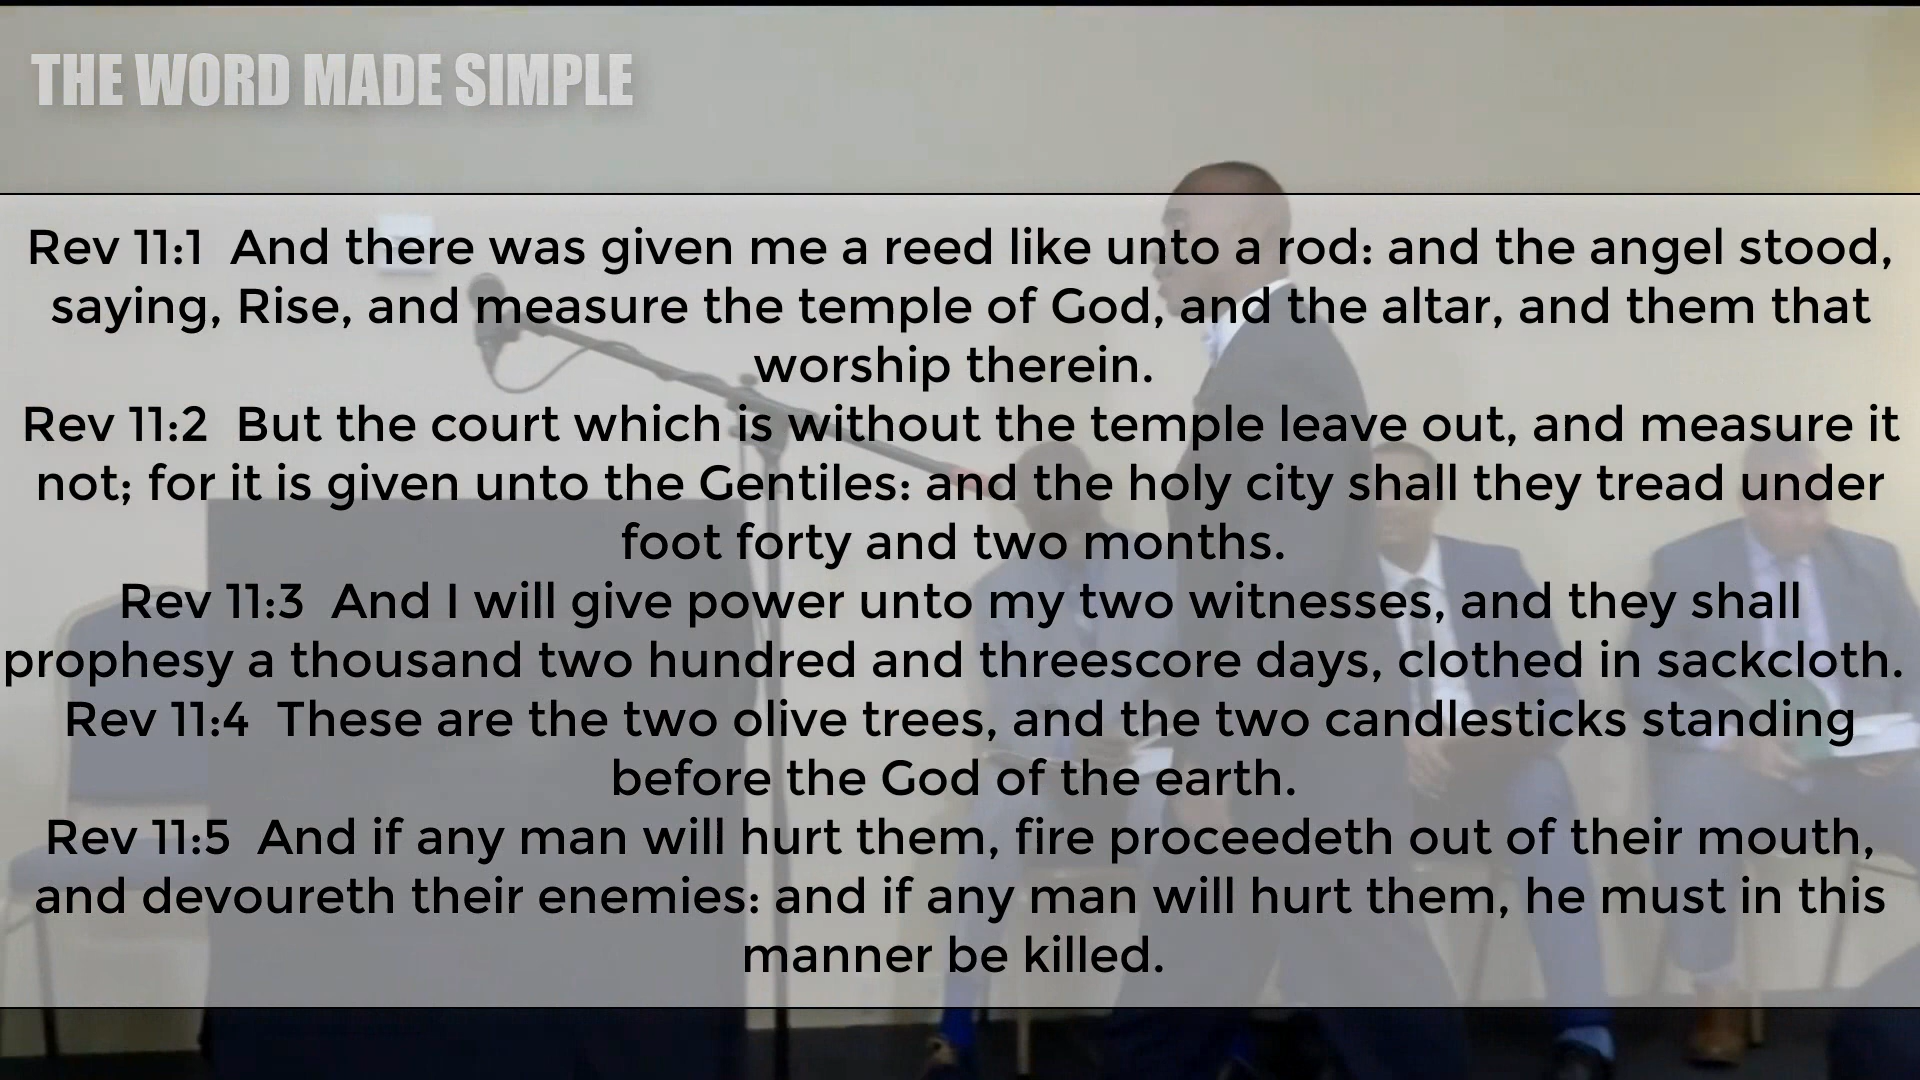 THE WORD MADE SIMPLE
Rev 11:1  And there was given me a reed like unto a rod: and the angel stood,
saying, Rise, and measure the temple of God, and the altar, and them that
worship therein.
Rev 11:2  But the court which is without the temple leave out, and measure it
not; for it is given unto the Gentiles: and the holy city shall they tread under
foot forty and two months.
Rev 11:3  And I will give power unto my two witnesses, and they shall
prophesy a thousand two hundred and threescore days, clothed in sackcloth.
Rev 11:4  These are the two olive trees, and the two candlesticks standing
before the God of the earth.
Rev 11:5  And if any man will hurt them, fire proceedeth out of their mouth,
and devoureth their enemies: and if any man will hurt them, he must in this
manner be killed.